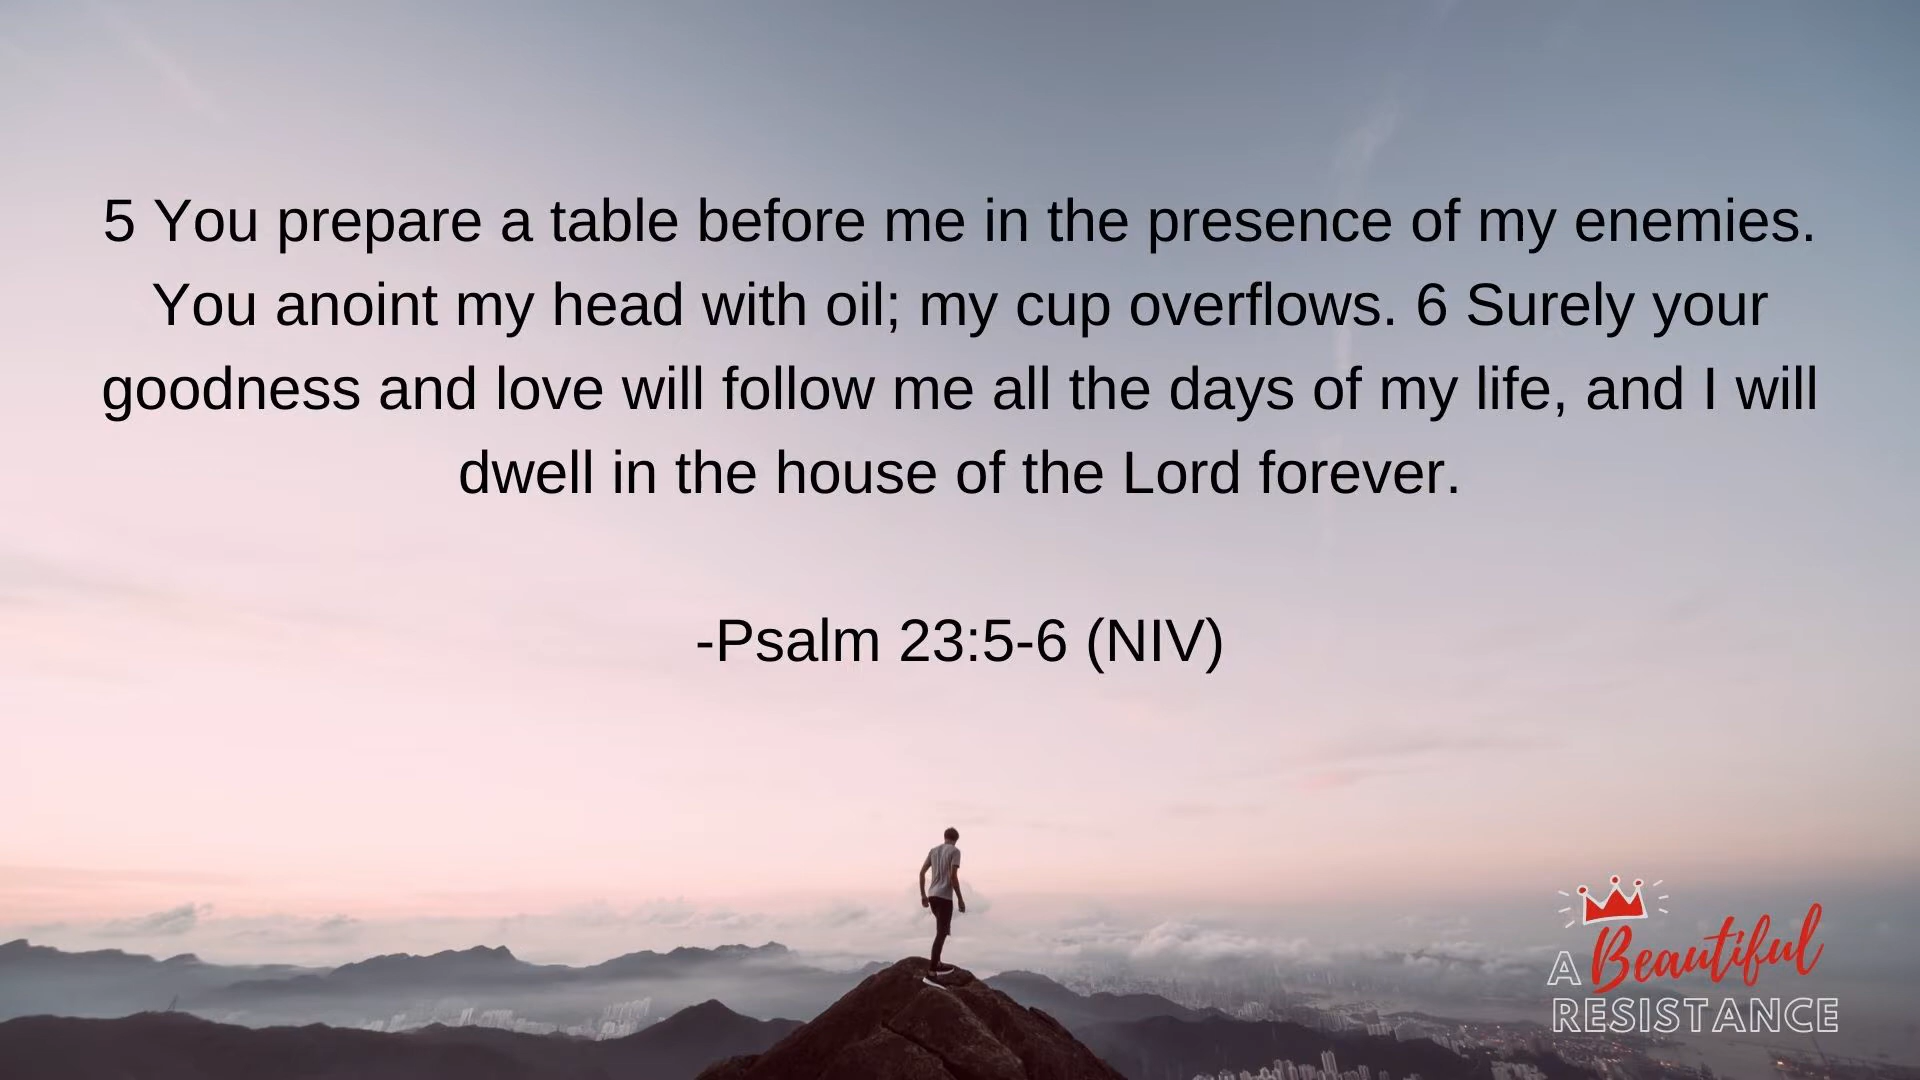 5 You prepare a table before me in the presence of my enemies.
You anoint my head with oil; my cup overflows. 6 Surely your
goodness and love will follow me all the days of my life, and I will
dwell in the house of the Lord forever.
-Psalm 23:5-6 (NIV)
A Beautiful
RESISTANCE